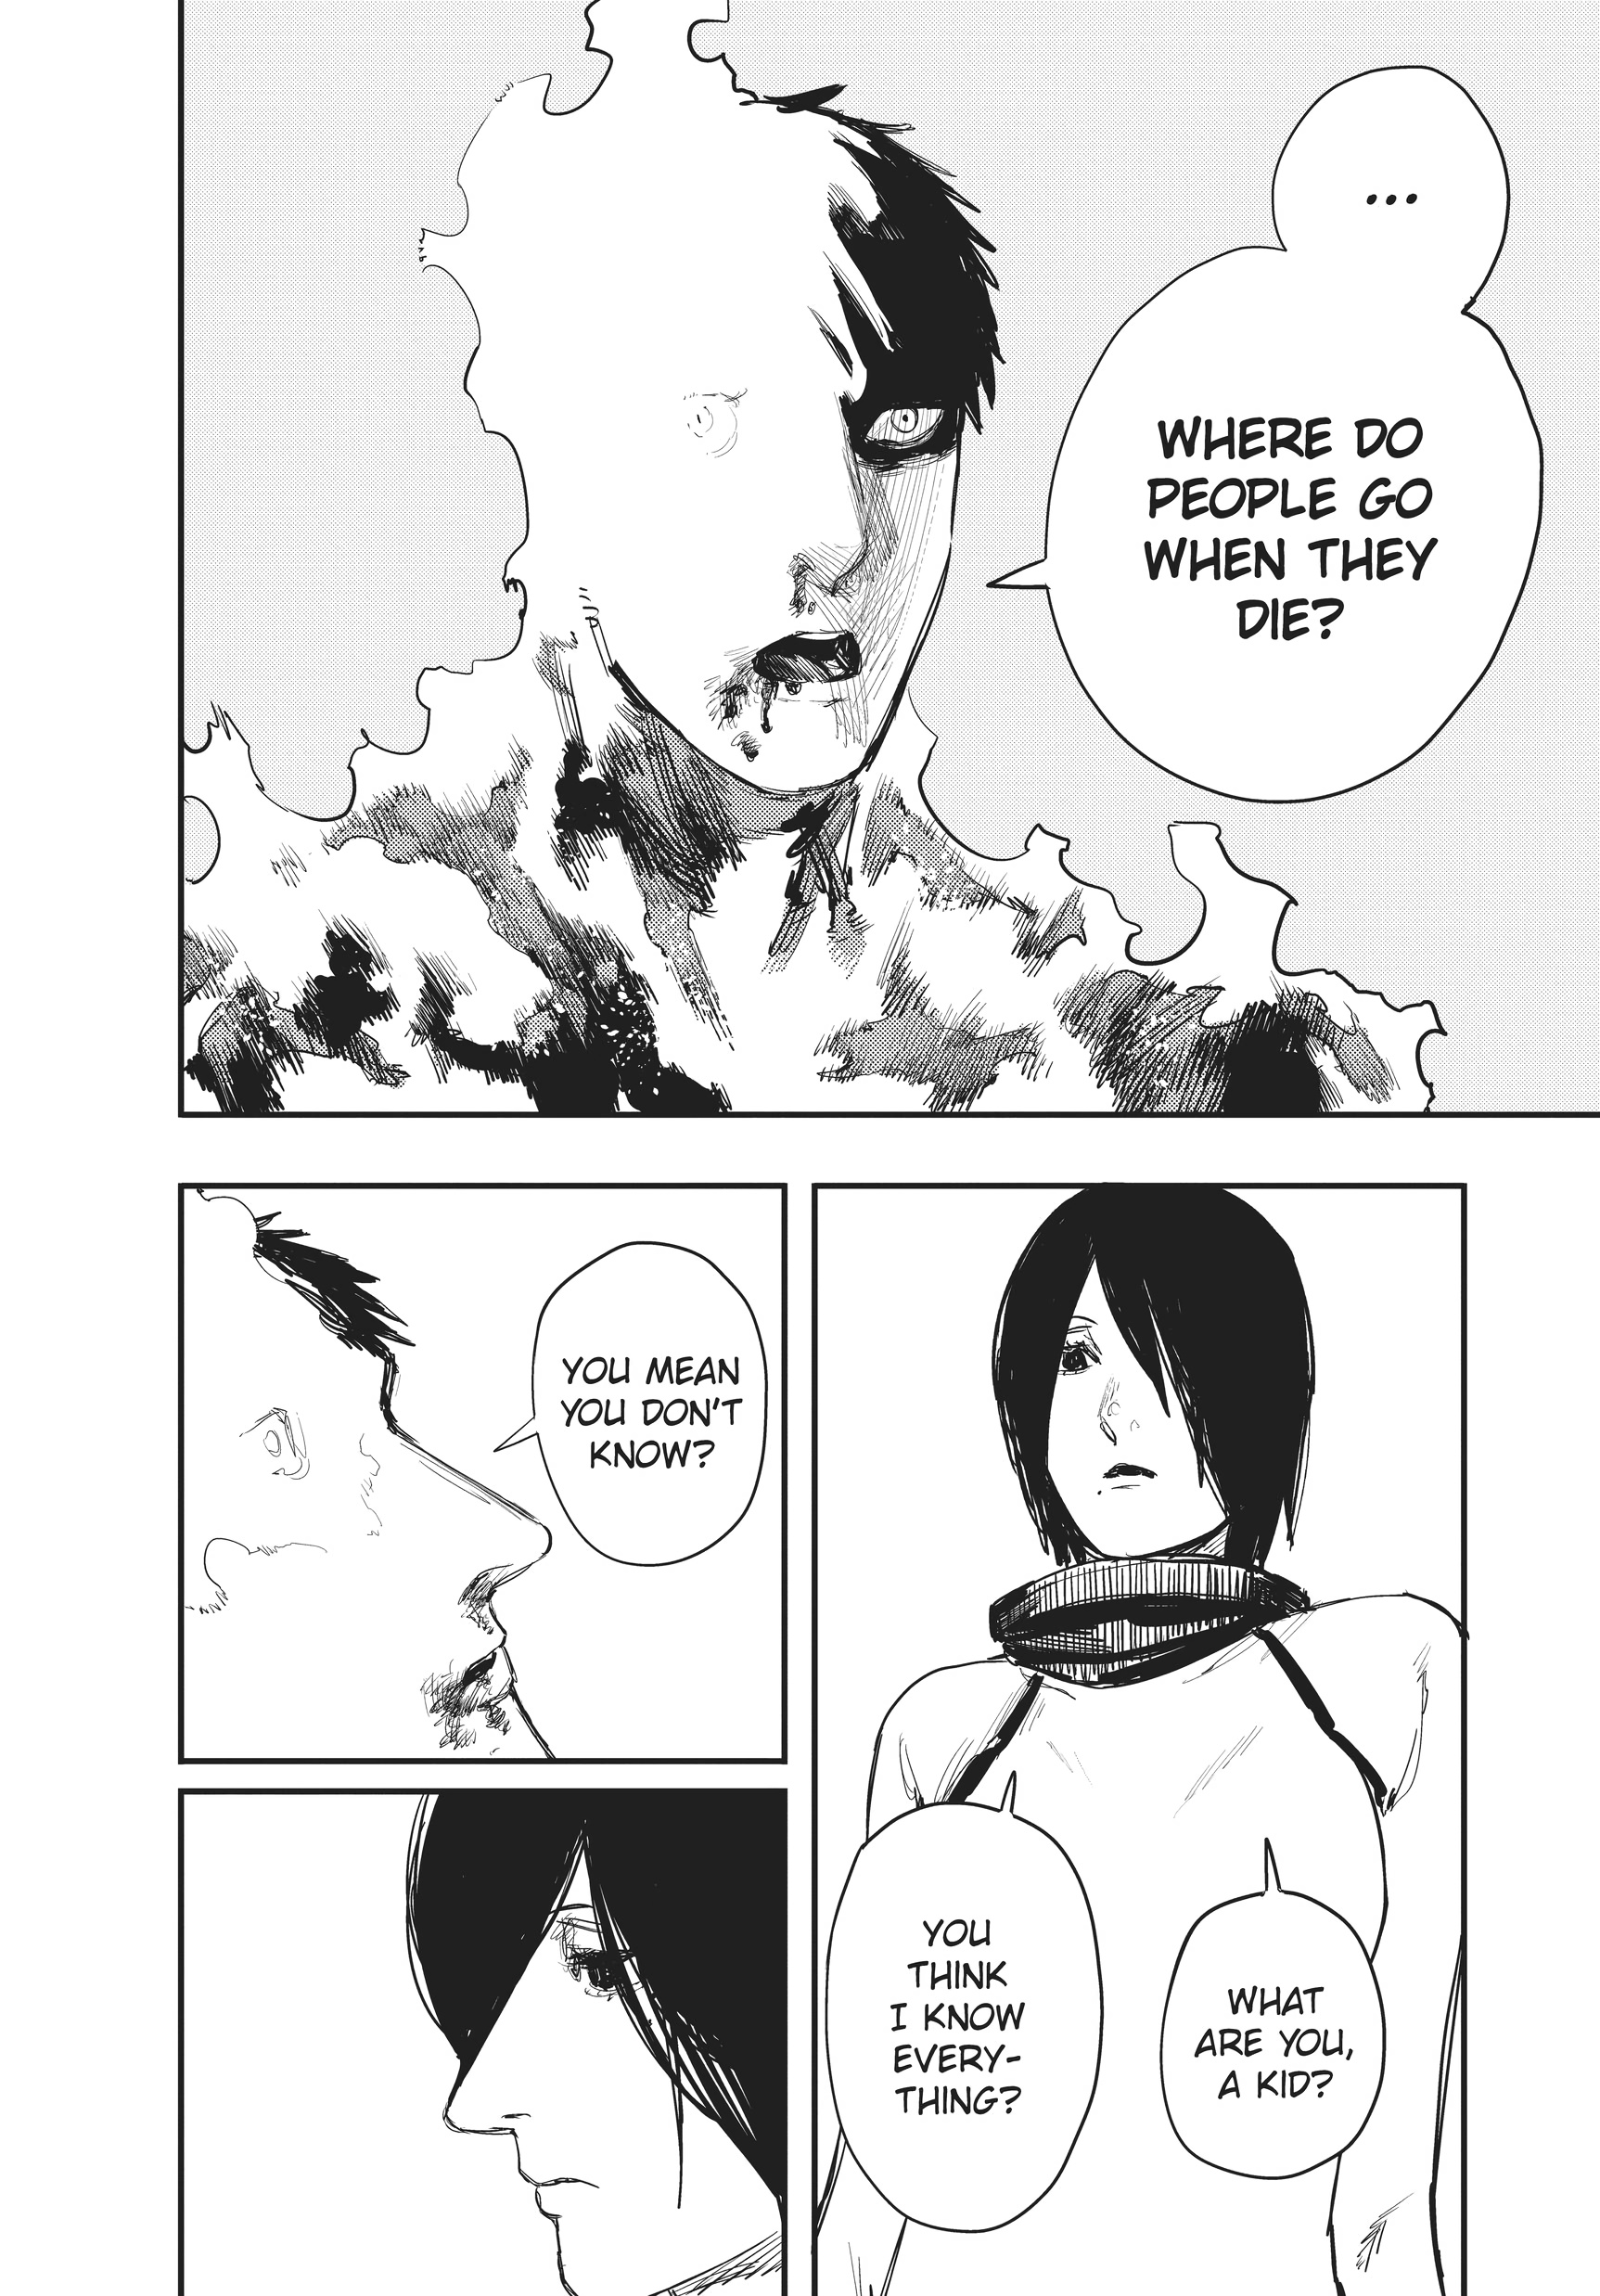 ...
WHERE DO
PEOPLE GO
WHEN THEY
DIE?
WHAT
ARE YOU,
A KID?
YOU
THINK
I KNOW
EVERY-
THING?
YOU MEAN
YOU DON'T
KNOW?